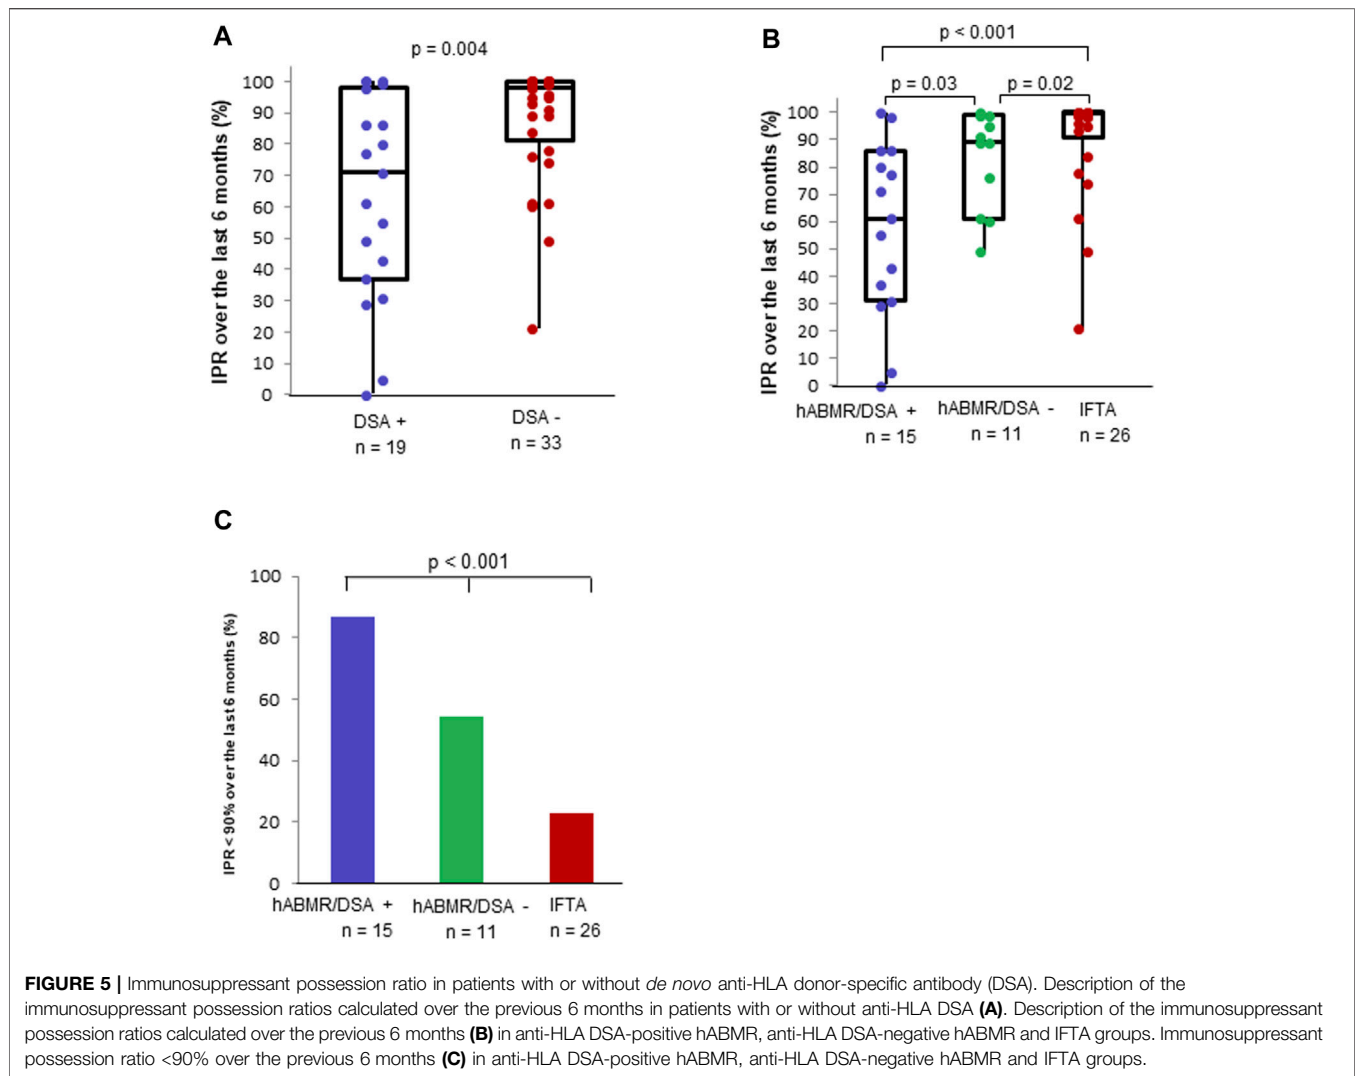 A
p = 0.004
IPR over the last 6 months (%)
100
90
80
70
60
50
40
30
20
10
0
DSA +
n = 19
DSA -
n = 33
B
p < 0.001
p = 0.03
p = 0.02
IPR over the last 6 months (%)
100
90
80
70
60
50
40
30
20
10
0
hABMR/DSA +
n = 15
hABMR/DSA -
n = 11
IFTA
n = 26
C
p < 0.001
IPR < 90% over the last 6 months (%)
100
80
60
40
20
0
hABMR/DSA +
n = 15
hABMR/DSA -
n = 11
IFTA
n = 26
FIGURE 5 | Immunosuppressant possession ratio in patients with or without de novo anti-HLA donor-specific antibody (DSA). Description of the
immunosuppressant possession ratios calculated over the previous 6 months in patients with or without anti-HLA DSA (A). Description of the immunosuppressant
possession ratios calculated over the previous 6 months (B) in anti-HLA DSA-positive hABMR, anti-HLA DSA-negative hABMR and IFTA groups. Immunosuppressant
possession ratio <90% over the previous 6 months (C) in anti-HLA DSA-positive hABMR, anti-HLA DSA-negative hABMR and IFTA groups.